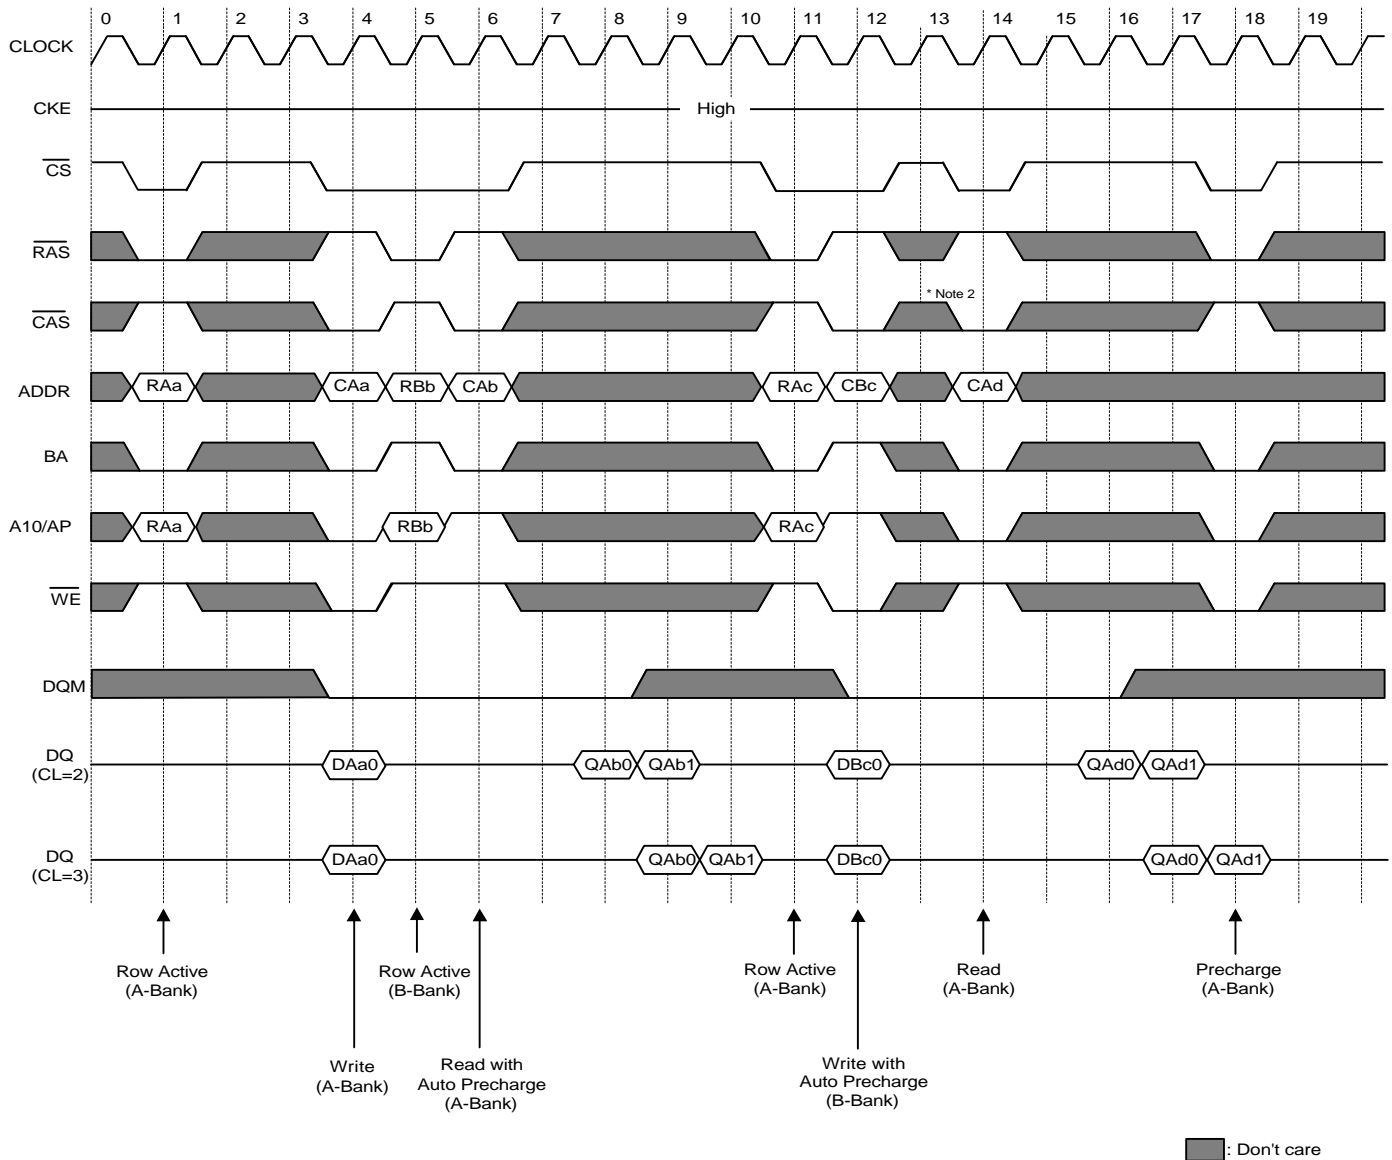 0 1 2 3 4 5 6 7 8 9 10 11 12 13 14 15 16 17 18 19
CLOCK
CKE High
CS
RAS
* Note 2
CAS
ADDR RAa CAa RBb CAb RAc CBc CAd
BA
A10/AP RAa RBb RAc
WE
DQM
DQ
(CL=2) DAa0 QAb0 QAb1 DBc0 QAd0 QAd1
DQ
(CL=3) DAa0 QAb0 QAb1 DBc0 QAd0 QAd1
Row Active
(A-Bank)
Row Active
(B-Bank)
Row Active
(A-Bank)
Read
(A-Bank)
Precharge
(A-Bank)
Write
(A-Bank)
Read with
Auto Precharge
(A-Bank)
Write with
Auto Precharge
(B-Bank)
: Don't care